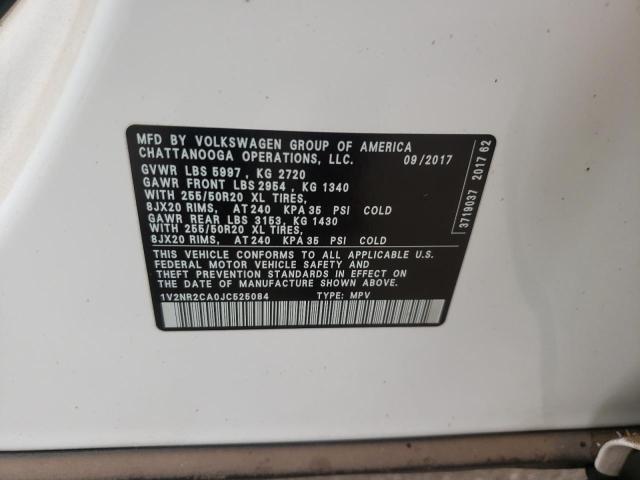 MFD BY VOLKSWAGEN GROUP OF AMERICA
CHATTANOOGA OPERATIONS, LLC. 09/2017
GVWR LBS 5997 , KG 2720
GAWR FRONT LBS 2954 , KG 1340
WITH 255/50R20 XL TIRES,
8JX20 RIMS, AT 240 KPA 35 PSI COLD
GAWR REAR LBS 3153, KG 1430
WITH 255/50R20 XL TIRES,
8JX20 RIMS, AT 240 KPA 35 PSI COLD
THIS VEHICLE CONFORMS TO ALL APPLICABLE U.S.
FEDERAL MOTOR VEHICLE SAFETY AND
THEFT PREVENTION STANDARDS IN EFFECT ON
THE DATE OF MANUFACTURE SHOWN ABOVE.
1V2NR2CA0JC525084 TYPE: MPV
3719037 2017 62